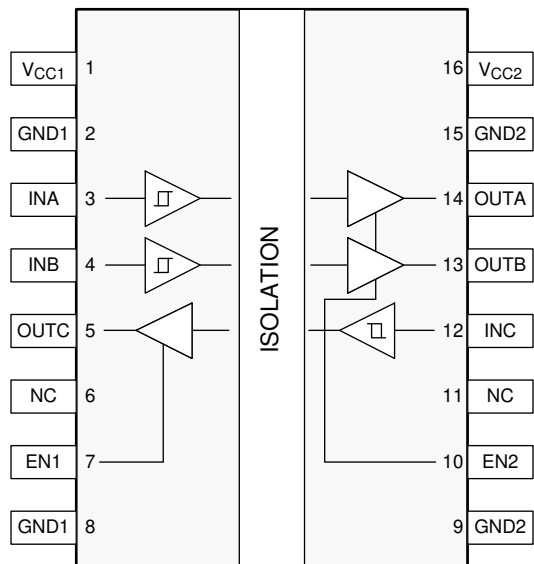 VCC1 1 16 VCC2
GND1 2 15 GND2
INA 3 14 OUTA
INB 4 13 OUTB
OUTC 5 12 INC
NC 6 11 NC
EN1 7 10 EN2
GND1 8 9 GND2
ISOLATION